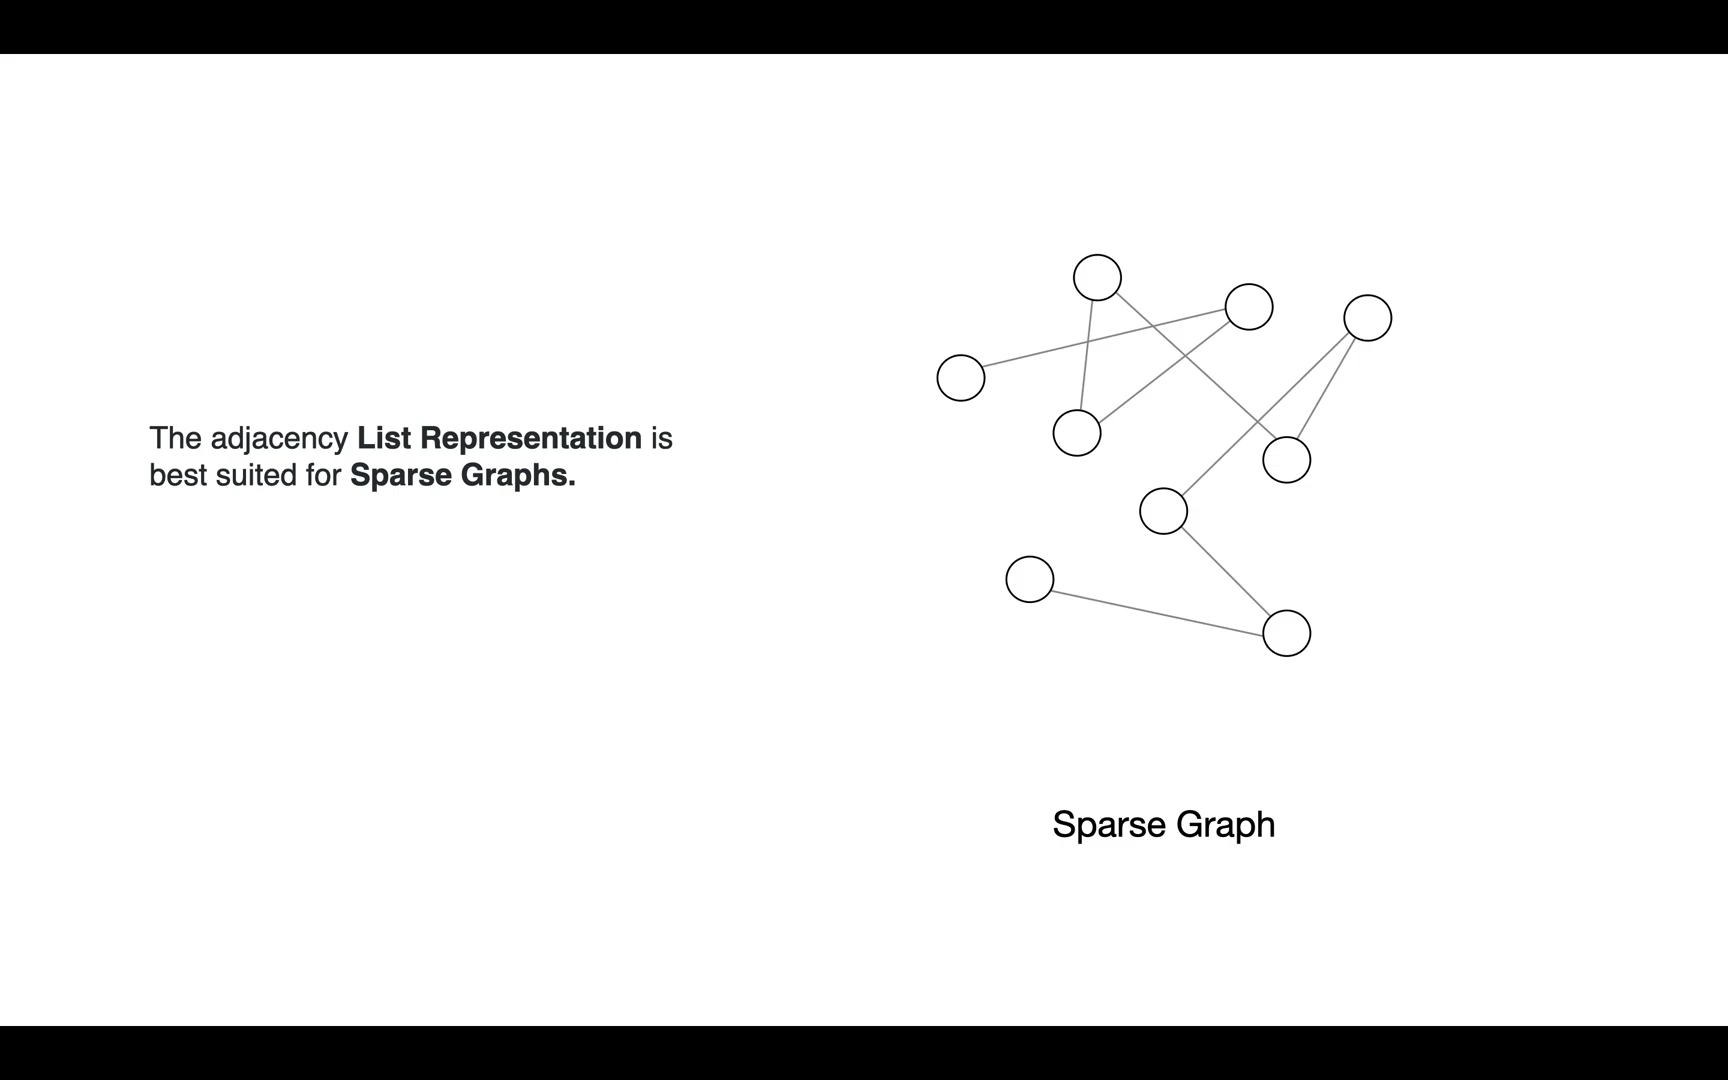 The adjacency List Representation is
best suited for Sparse Graphs.
Sparse Graph